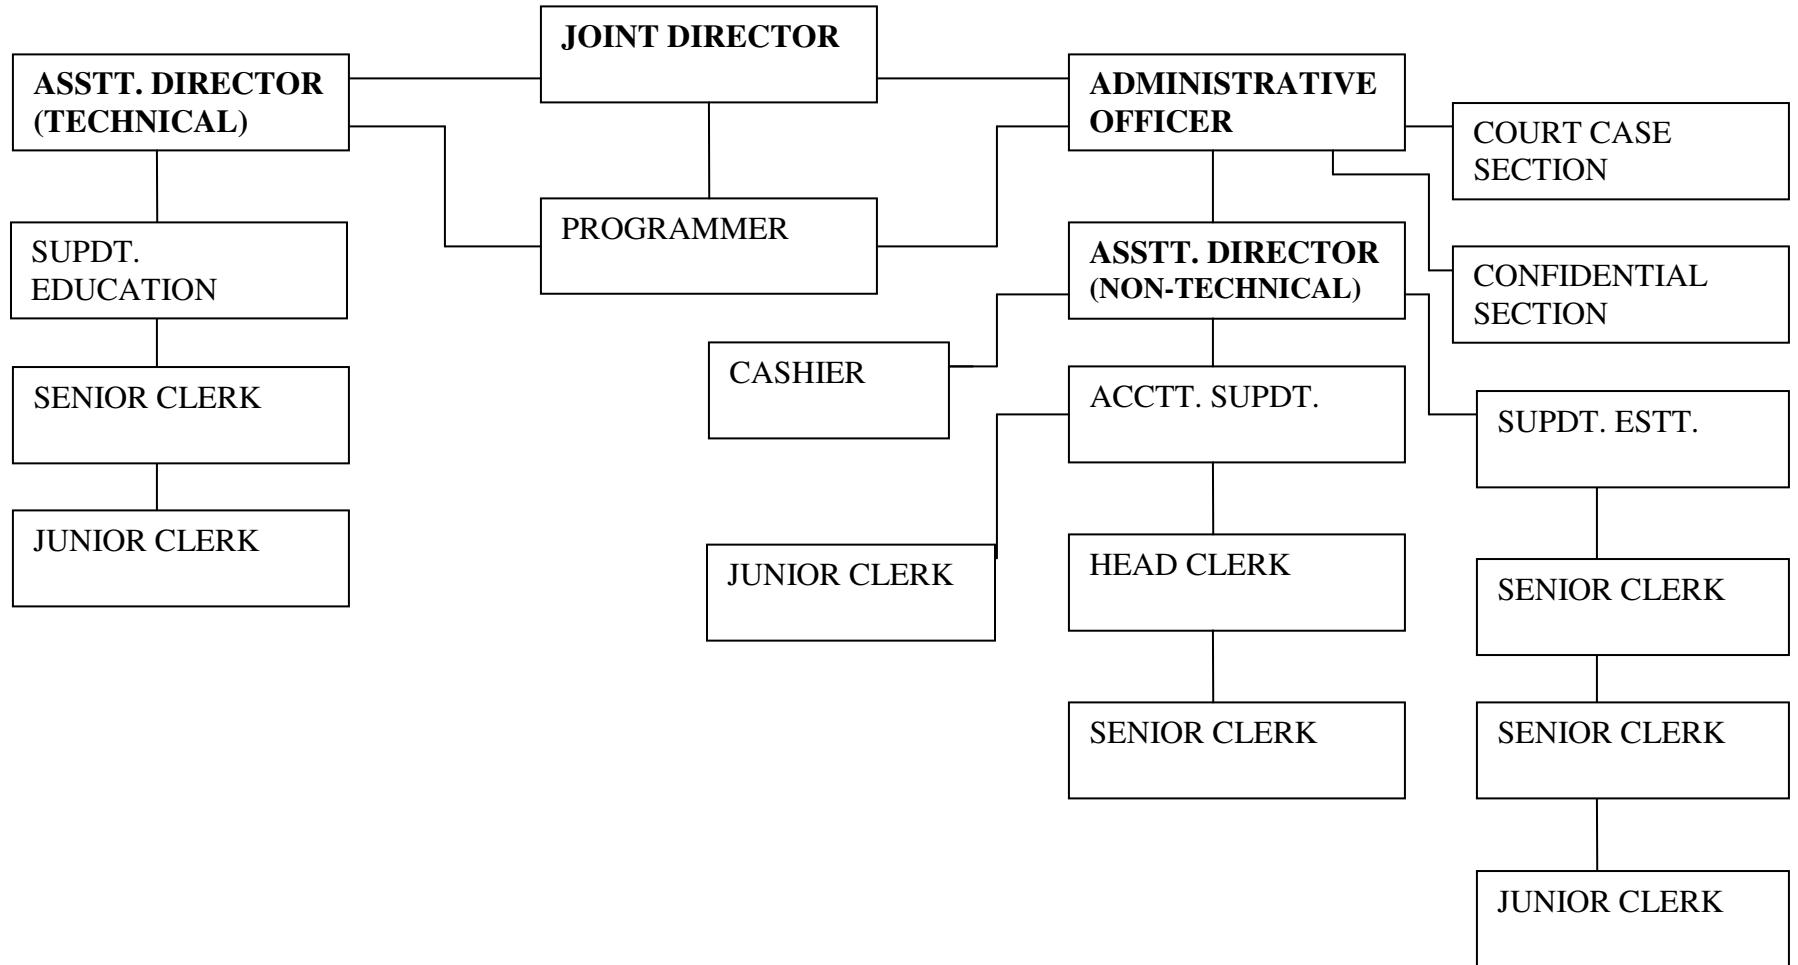 JOINT DIRECTOR
ASSTT. DIRECTOR
(TECHNICAL)
ADMINISTRATIVE
OFFICER
COURT CASE
SECTION
PROGRAMMER
SUPDT.
EDUCATION
ASSTT. DIRECTOR
(NON-TECHNICAL)
CONFIDENTIAL
SECTION
CASHIER
SENIOR CLERK
ACCTT. SUPDT.
SUPDT. ESTT.
JUNIOR CLERK
JUNIOR CLERK
HEAD CLERK
SENIOR CLERK
SENIOR CLERK
SENIOR CLERK
JUNIOR CLERK